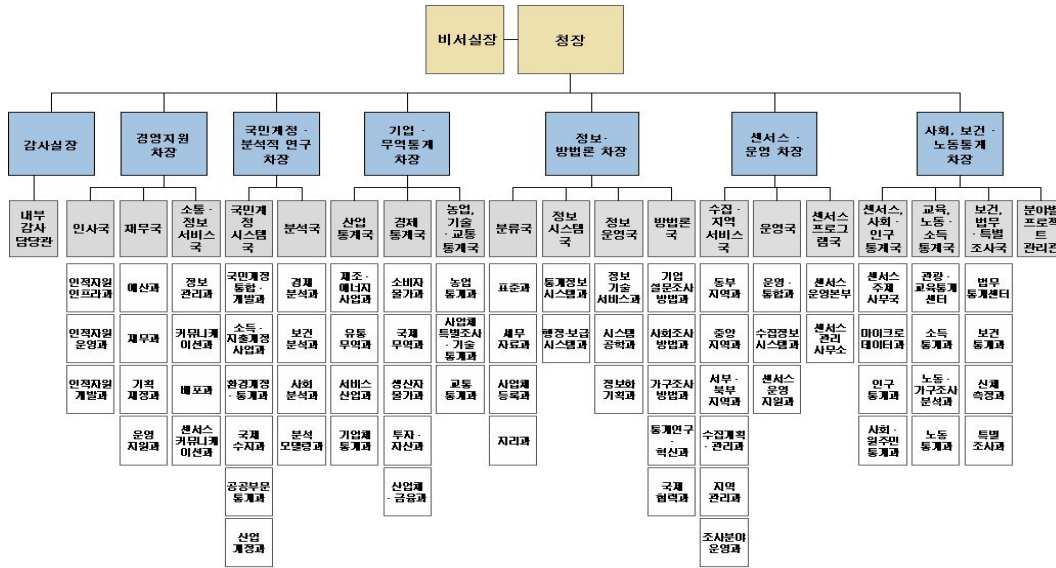 비서실장
청장
감사실장
경영지원
차장
국민계정·
분석적 연구
차장
기업·
무역통계
차장
정보·
방법론 차장
센서스·
운영 차장
사회, 보건·
노동통계
차장
내부
감사
담당관
인사국
재무국
소통·
정보
서비스
국
국민계
정
시스템
국
분석국
산업
통계국
경제
통계국
농업,
기술
·교통
통계국
분류국
정보
시스템
국
정보
운영국
방법론
국
수집·
지역
서비스
국
운영국
센서스
프로그
램국
센서스,
사회·
인구
통계국
교육,
노동·
소득
통계국
보건,
법무
·특별
조사국
분야별
프로젝
트
관리관
인적자원
인프라과
예산과
정보
관리과
국민계정
통합·
개발과
경제
분석과
제조·
에너지
사업과
소비자
물가과
농업
통계과
표준과
통계정보
시스템과
정보
기술
서비스과
기업
설문조사
방법과
동부
지역과
운영·
통합과
센서스
운영본부
센서스
주제
사무국
관광·
교육통계
센터
법무
통계센터
인적자원
운영과
재무과
커뮤니케
이션과
소득·
지출계정
사업과
보건
분석과
유통
무역과
국제
무역과
사업체
특별조사
·기술
통계과
세무
자료과
행정·보급
시스템과
시스템
공학과
사회조사
방법과
중앙
지역과
수집정보
시스템과
센서스
관리
사무소
마이크로
데이터과
소득
통계과
보건
통계과
인적자원
개발과
기획
재정과
배포과
환경계정
·통계과
사회
분석과
서비스
산업과
생산자
물가과
교통
통계과
사업체
등록과
정보화
기획과
가구조사
방법과
서부·
북부
지역과
센서스
운영
지원과
인구
통계과
노동·
가구조사
분석과
신체
측정과
운영
지원과
센서스
커뮤니케
이션과
국제
수지과
분석
모델링과
기업체
통계과
투자·
자산과
지리과
통계연구
·
혁신과
수집계획
·관리과
사회·
원주민
통계과
노동
통계과
특별
조사과
공공부문
통계과
산업체
·금융과
국제
협력과
지역
관리과
산업
계정과
조사분야
운영과